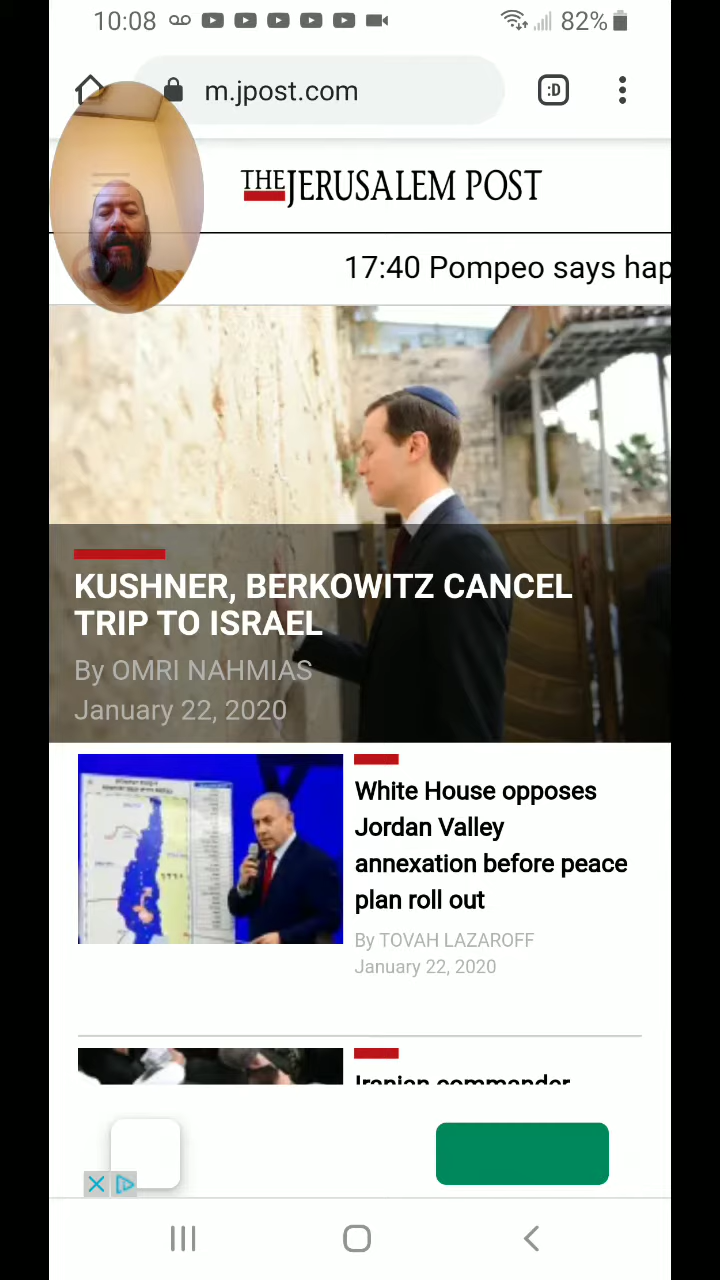 10:08
82%
m.jpost.com
:D
THE JERUSALEM POST
17:40 Pompeo says hap
KUSHNER, BERKOWITZ CANCEL
TRIP TO ISRAEL
By OMRI NAHMIAS
January 22, 2020
White House opposes
Jordan Valley
annexation before peace
plan roll out
By TOVAH LAZAROFF
January 22, 2020
Iranian commander